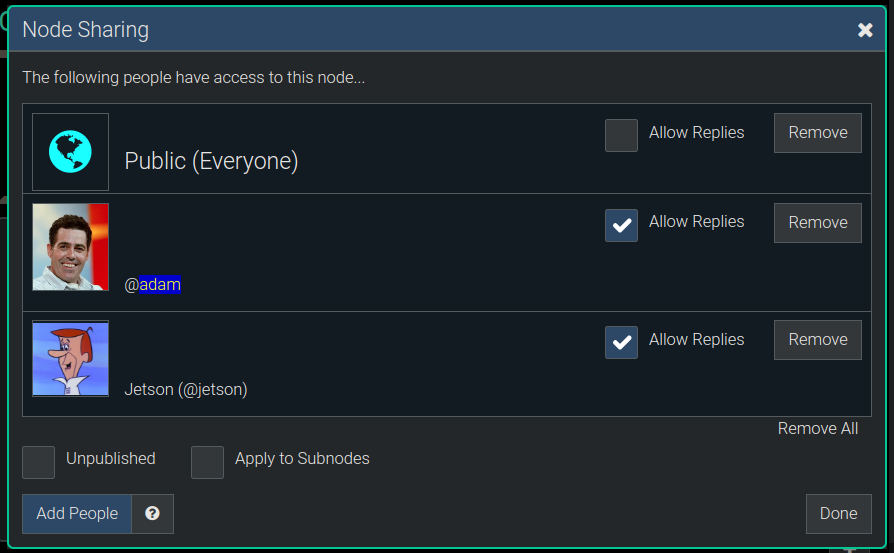 Node Sharing
The following people have access to this node...
Public (Everyone)
Allow Replies
Remove
@adam
Allow Replies
Remove
Jetson (@jetson)
Allow Replies
Remove
Remove All
Unpublished
Apply to Subnodes
Add People
?
Done